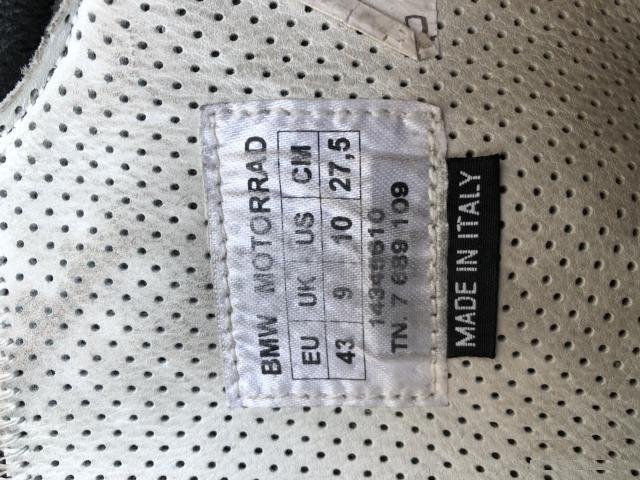 BMW MOTORRAD
EU UK US CM
43 9 10 27,5
TN. 7 689 109
MADE IN ITALY